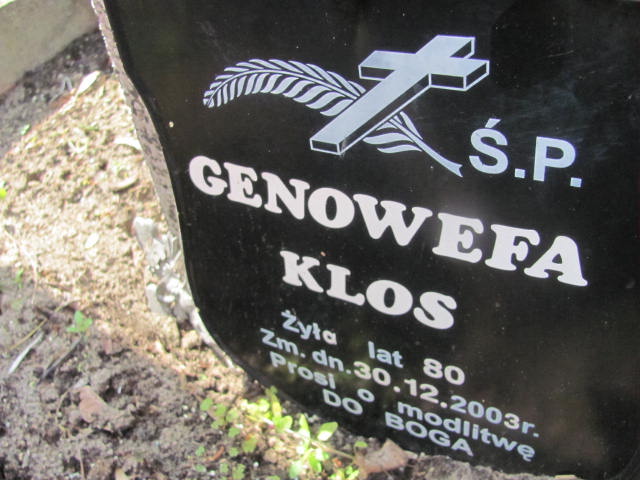 Ś.P.
GENOWEFA
KLOS
Żyła lat 80
Zm. dn. 30.12.2003r.
Prosi o modlitwę
DO BOGA